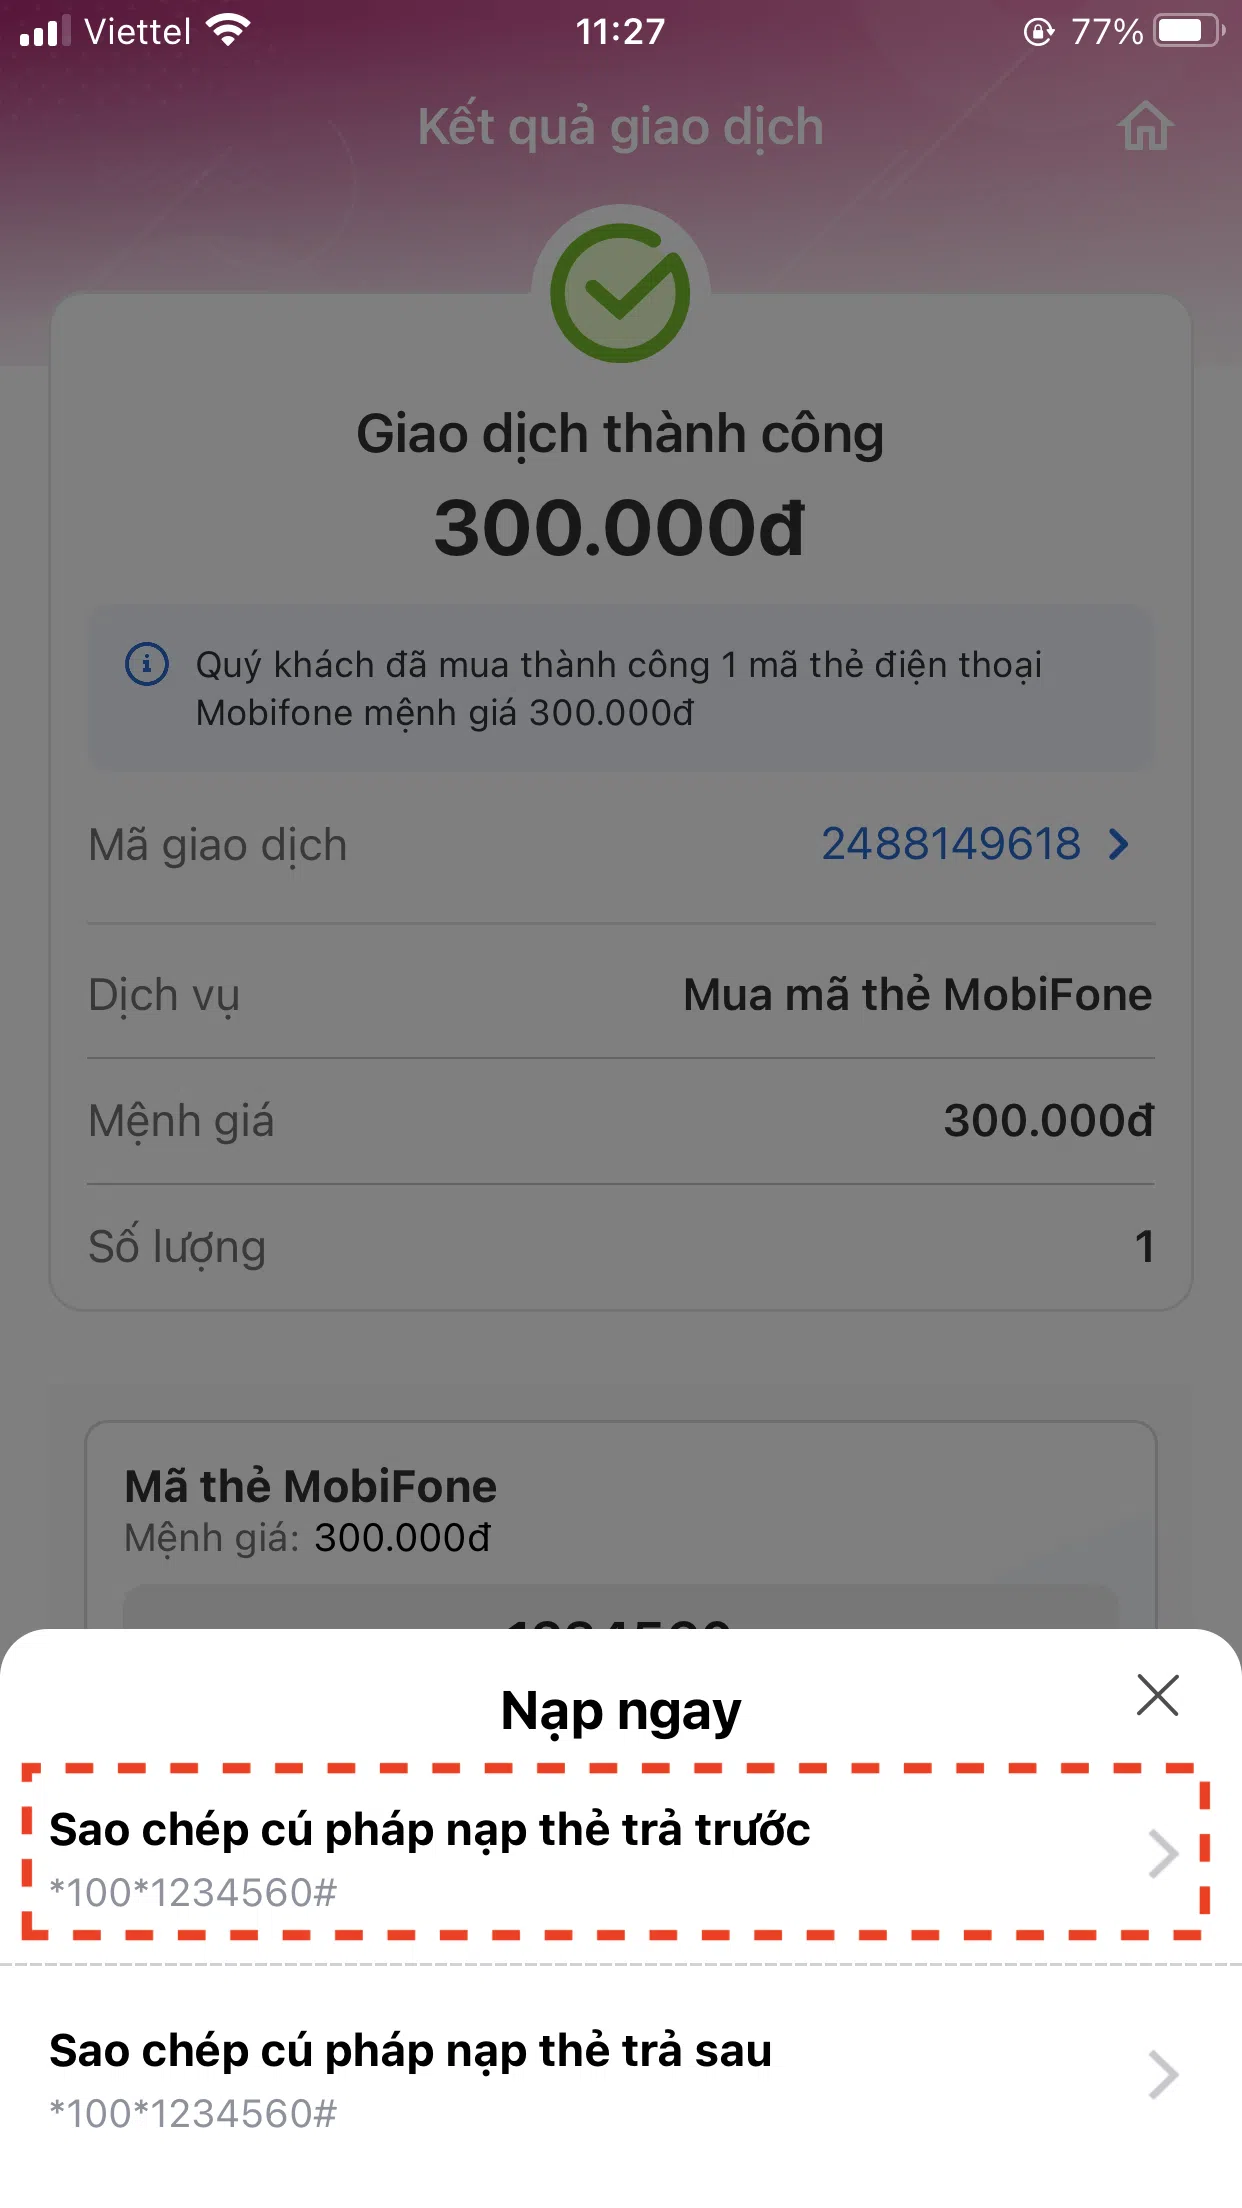 Viettel 11:27 77%
Kết quả giao dịch
Giao dịch thành công
300.000đ
Quý khách đã mua thành công 1 mã thẻ điện thoại
Mobifone mệnh giá 300.000đ
Mã giao dịch 2488149618
Dịch vụ Mua mã thẻ MobiFone
Mệnh giá 300.000đ
Số lượng 1
Mã thẻ MobiFone
Mệnh giá: 300.000đ
Nạp ngay
Sao chép cú pháp nạp thẻ trả trước
*100*1234560#
Sao chép cú pháp nạp thẻ trả sau
*100*1234560#